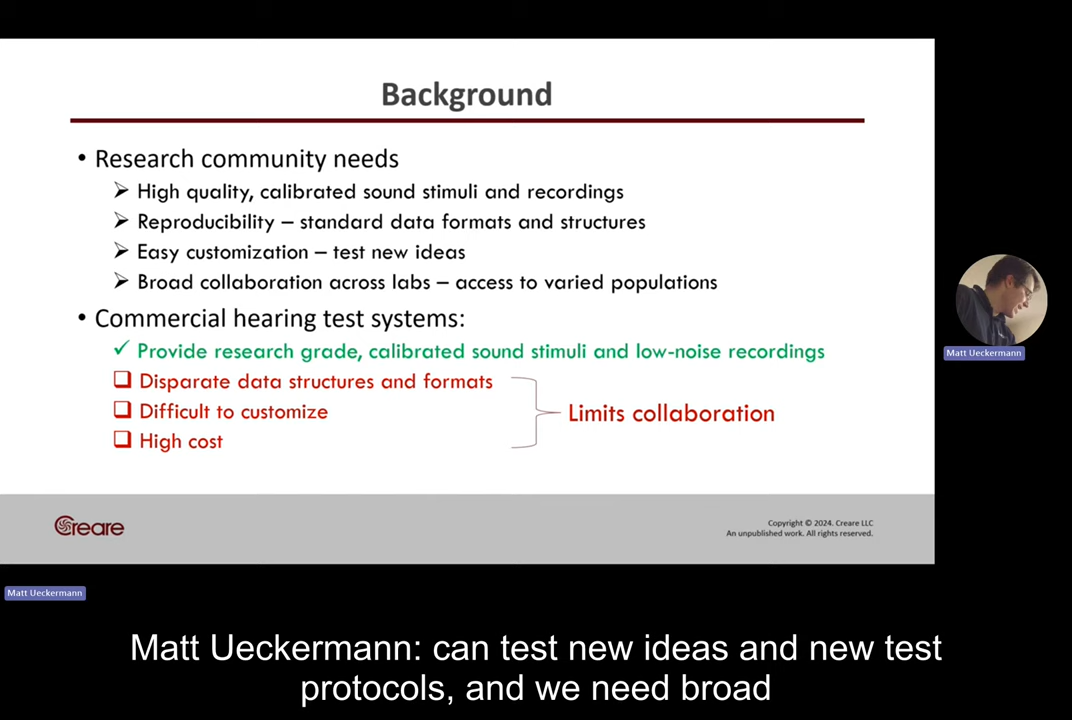 Background
• Research community needs
➢ High quality, calibrated sound stimuli and recordings
➢ Reproducibility – standard data formats and structures
➢ Easy customization – test new ideas
➢ Broad collaboration across labs – access to varied populations
• Commercial hearing test systems:
✓ Provide research grade, calibrated sound stimuli and low-noise recordings
❑ Disparate data structures and formats
❑ Difficult to customize
❑ High cost
Limits collaboration
Creare
Copyright © 2024. Creare LLC
An unpublished work. All rights reserved.
Matt Ueckermann
Matt Ueckermann
Matt Ueckermann: can test new ideas and new test
protocols, and we need broad